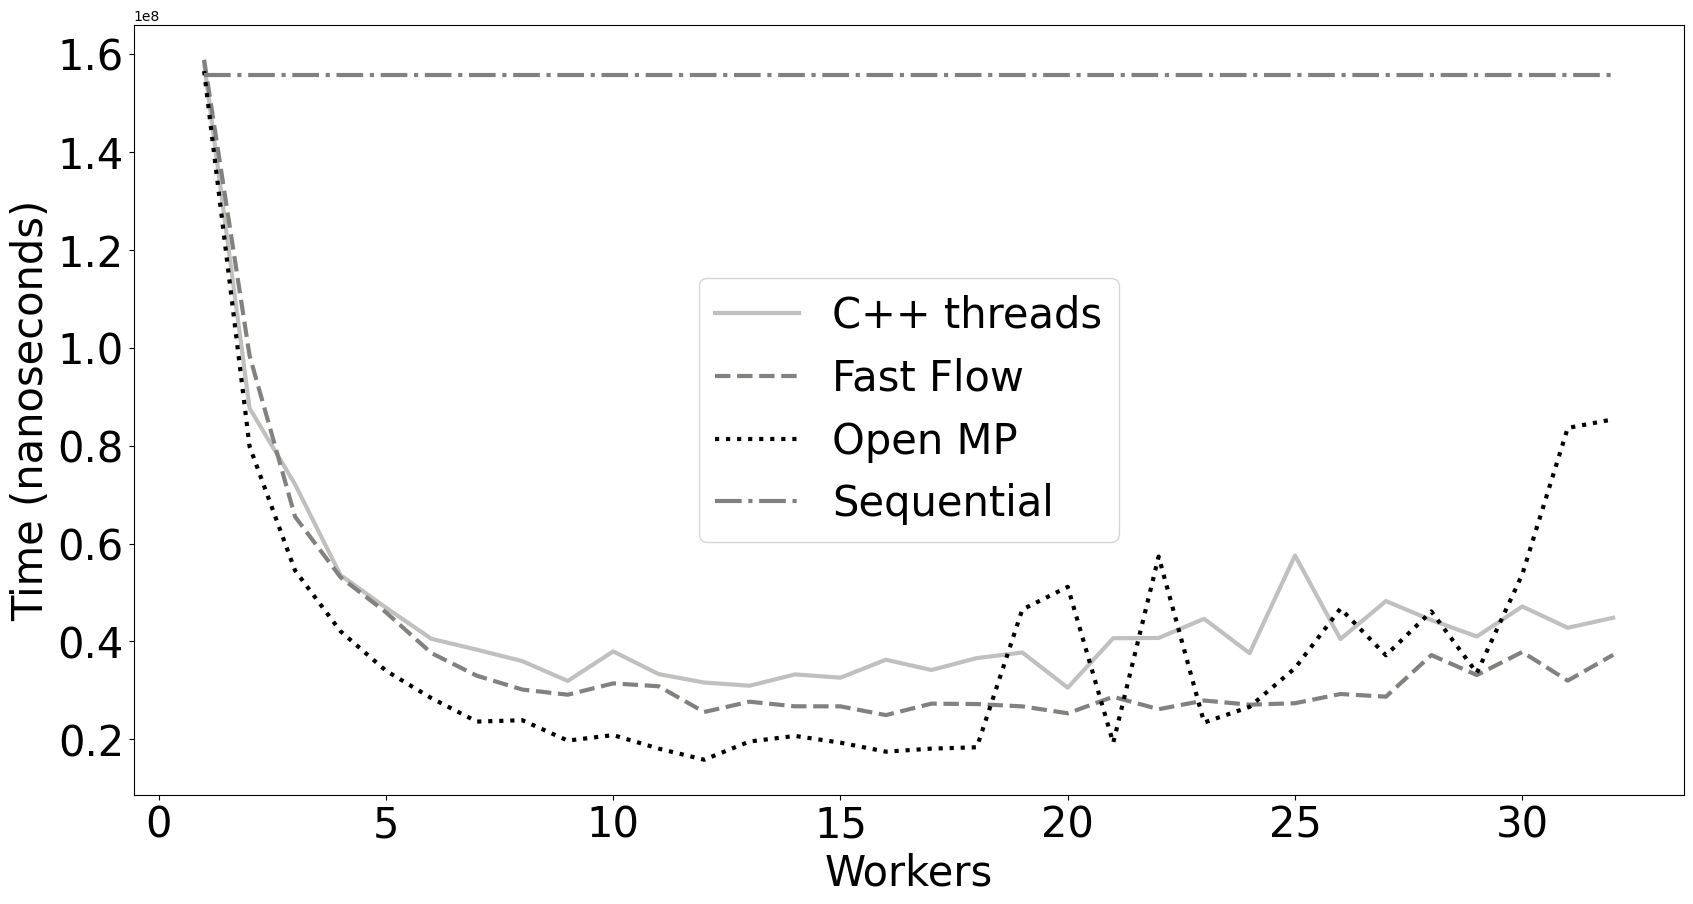 1e8
1.6
1.4
1.2
1.0
0.8
0.6
0.4
0.2
Time (nanoseconds)
C++ threads
Fast Flow
Open MP
Sequential
0 5 10 15 20 25 30
Workers